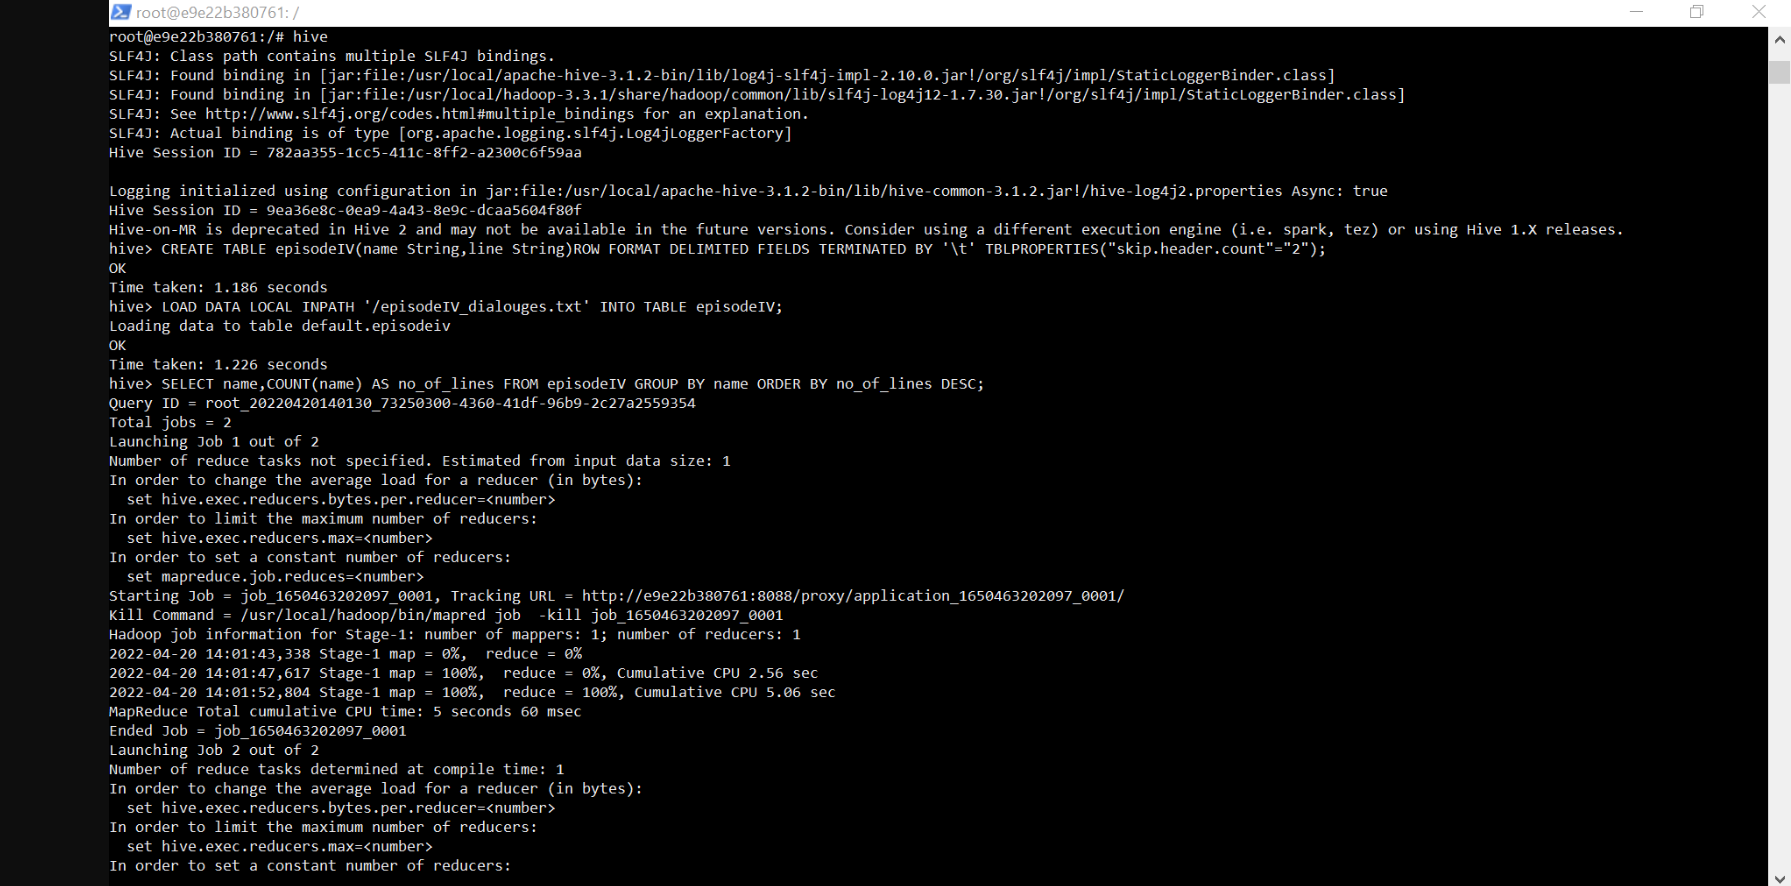 root@e9e22b380761: /
root@e9e22b380761:/# hive
SLF4J: Class path contains multiple SLF4J bindings.
SLF4J: Found binding in [jar:file:/usr/local/apache-hive-3.1.2-bin/lib/log4j-slf4j-impl-2.10.0.jar!/org/slf4j/impl/StaticLoggerBinder.class]
SLF4J: Found binding in [jar:file:/usr/local/hadoop-3.3.1/share/hadoop/common/lib/slf4j-log4j12-1.7.30.jar!/org/slf4j/impl/StaticLoggerBinder.class]
SLF4J: See http://www.slf4j.org/codes.html#multiple_bindings for an explanation.
SLF4J: Actual binding is of type [org.apache.logging.slf4j.Log4jLoggerFactory]
Hive Session ID = 782aa355-1cc5-411c-8ff2-a2300c6f59aa
Logging initialized using configuration in jar:file:/usr/local/apache-hive-3.1.2-bin/lib/hive-common-3.1.2.jar!/hive-log4j2.properties Async: true
Hive Session ID = 9ea36e8c-0ea9-4a43-8e9c-dcaa5604f80f
Hive-on-MR is deprecated in Hive 2 and may not be available in the future versions. Consider using a different execution engine (i.e. spark, tez) or using Hive 1.X releases.
hive> CREATE TABLE episodeIV(name String,line String)ROW FORMAT DELIMITED FIELDS TERMINATED BY '\t' TBLPROPERTIES("skip.header.count"="2");
OK
Time taken: 1.186 seconds
hive> LOAD DATA LOCAL INPATH '/episodeIV_dialouges.txt' INTO TABLE episodeIV;
Loading data to table default.episodeiv
OK
Time taken: 1.226 seconds
hive> SELECT name,COUNT(name) AS no_of_lines FROM episodeIV GROUP BY name ORDER BY no_of_lines DESC;
Query ID = root_20220420140130_73250300-4360-41df-96b9-2c27a2559354
Total jobs = 2
Launching Job 1 out of 2
Number of reduce tasks not specified. Estimated from input data size: 1
In order to change the average load for a reducer (in bytes):
  set hive.exec.reducers.bytes.per.reducer=<number>
In order to limit the maximum number of reducers:
  set hive.exec.reducers.max=<number>
In order to set a constant number of reducers:
  set mapreduce.job.reduces=<number>
Starting Job = job_1650463202097_0001, Tracking URL = http://e9e22b380761:8088/proxy/application_1650463202097_0001/
Kill Command = /usr/local/hadoop/bin/mapred job  -kill job_1650463202097_0001
Hadoop job information for Stage-1: number of mappers: 1; number of reducers: 1
2022-04-20 14:01:43,338 Stage-1 map = 0%,  reduce = 0%
2022-04-20 14:01:47,617 Stage-1 map = 100%,  reduce = 0%, Cumulative CPU 2.56 sec
2022-04-20 14:01:52,804 Stage-1 map = 100%,  reduce = 100%, Cumulative CPU 5.06 sec
MapReduce Total cumulative CPU time: 5 seconds 60 msec
Ended Job = job_1650463202097_0001
Launching Job 2 out of 2
Number of reduce tasks determined at compile time: 1
In order to change the average load for a reducer (in bytes):
  set hive.exec.reducers.bytes.per.reducer=<number>
In order to limit the maximum number of reducers:
  set hive.exec.reducers.max=<number>
In order to set a constant number of reducers: